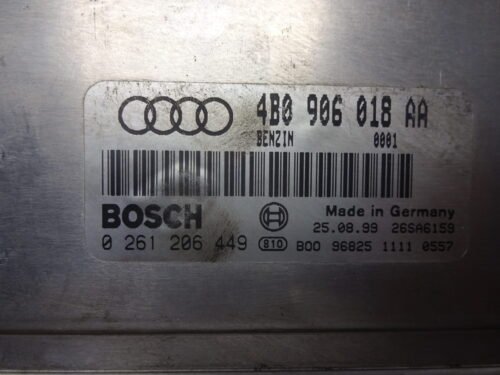 4B0 906 018 AA
BENZIN 0001
BOSCH Made in Germany
25.08.99 26SA6159
0 261 206 449 810 B00 96825 1111 0557